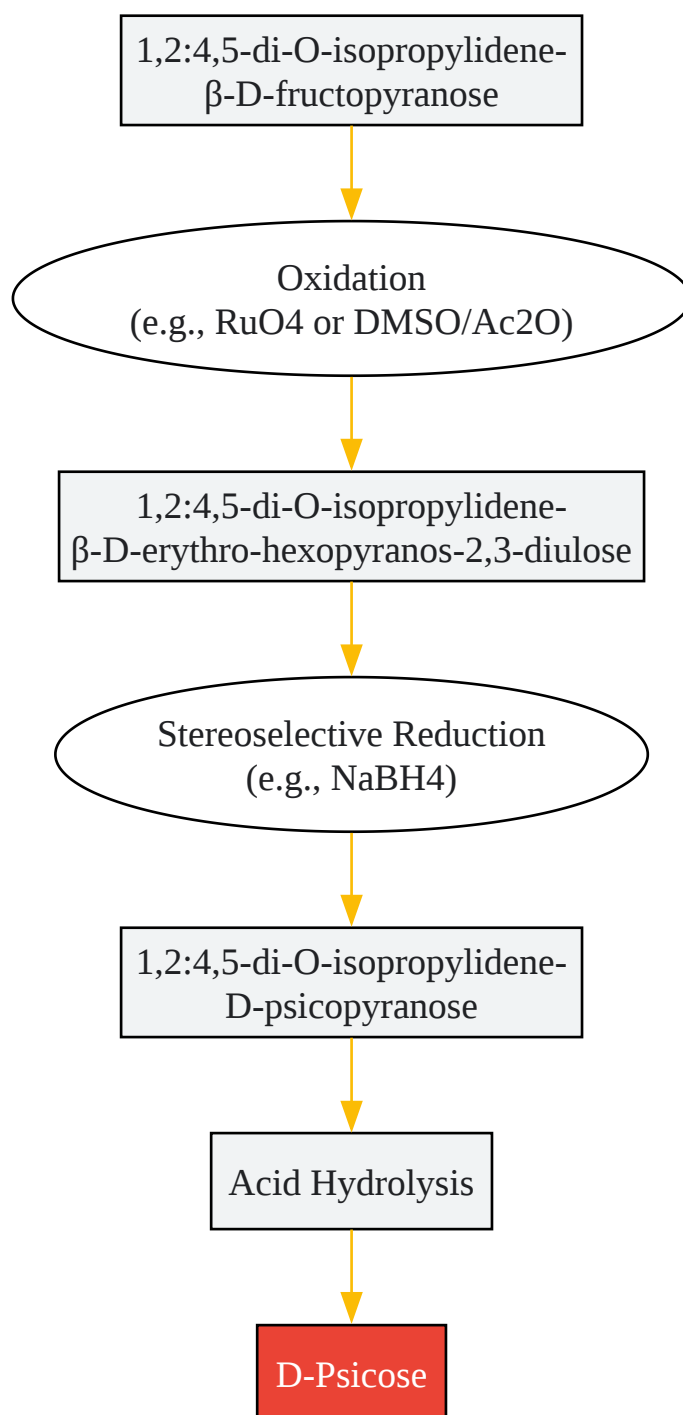 1,2:4,5-di-O-isopropylidene-
β-D-fructopyranose
Oxidation
(e.g., RuO4 or DMSO/Ac2O)
1,2:4,5-di-O-isopropylidene-
β-D-erythro-hexopyranos-2,3-diulose
Stereoselective Reduction
(e.g., NaBH4)
1,2:4,5-di-O-isopropylidene-
D-psicopyranose
Acid Hydrolysis
D-Psicose